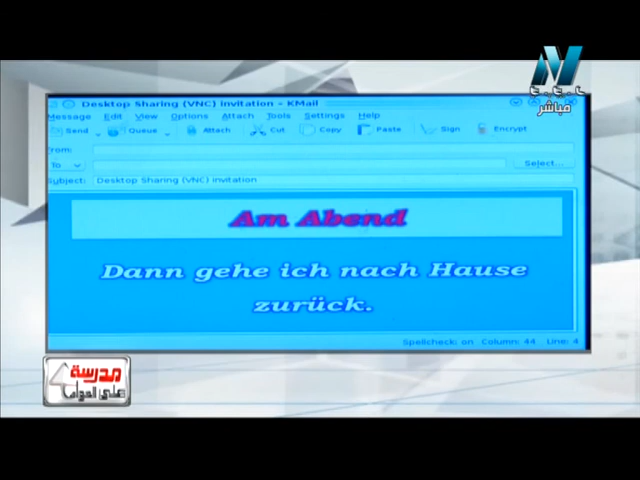 Desktop Sharing (VNC) invitation - KMail
Message Edit View Options Attach Tools Settings Help
Send Queue Attach Cut Copy Paste Sign Encrypt
From:
To Select...
Subject: Desktop Sharing (VNC) invitation
Am Abend
Dann gehe ich nach Hause
zurück.
Spellcheck: on Column: 44 Line: 4
مباشر
مدرسة
على الهواء